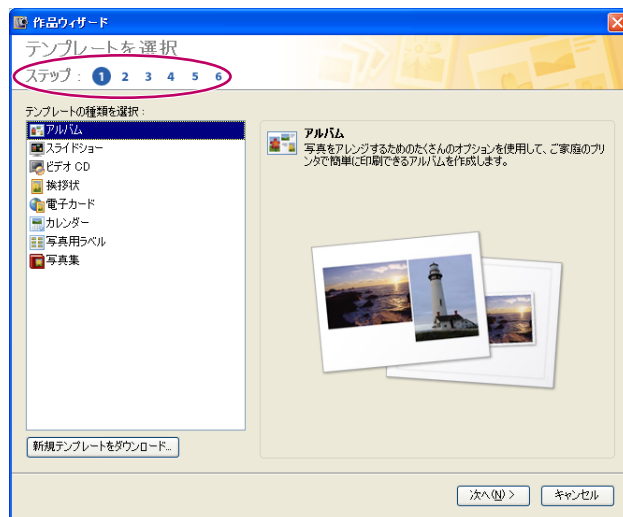 作品ウィザード
テンプレートを選択
ステップ : 1 2 3 4 5 6
テンプレートの種類を選択 :
アルバム
スライドショー
ビデオ CD
挨拶状
電子カード
カレンダー
写真用ラベル
写真集
アルバム
写真をアレンジするためのたくさんのオプションを使用して、ご家庭のプリ
ンタで簡単に印刷できるアルバムを作成します。
新規テンプレートをダウンロード...
次へ(N) >
キャンセル